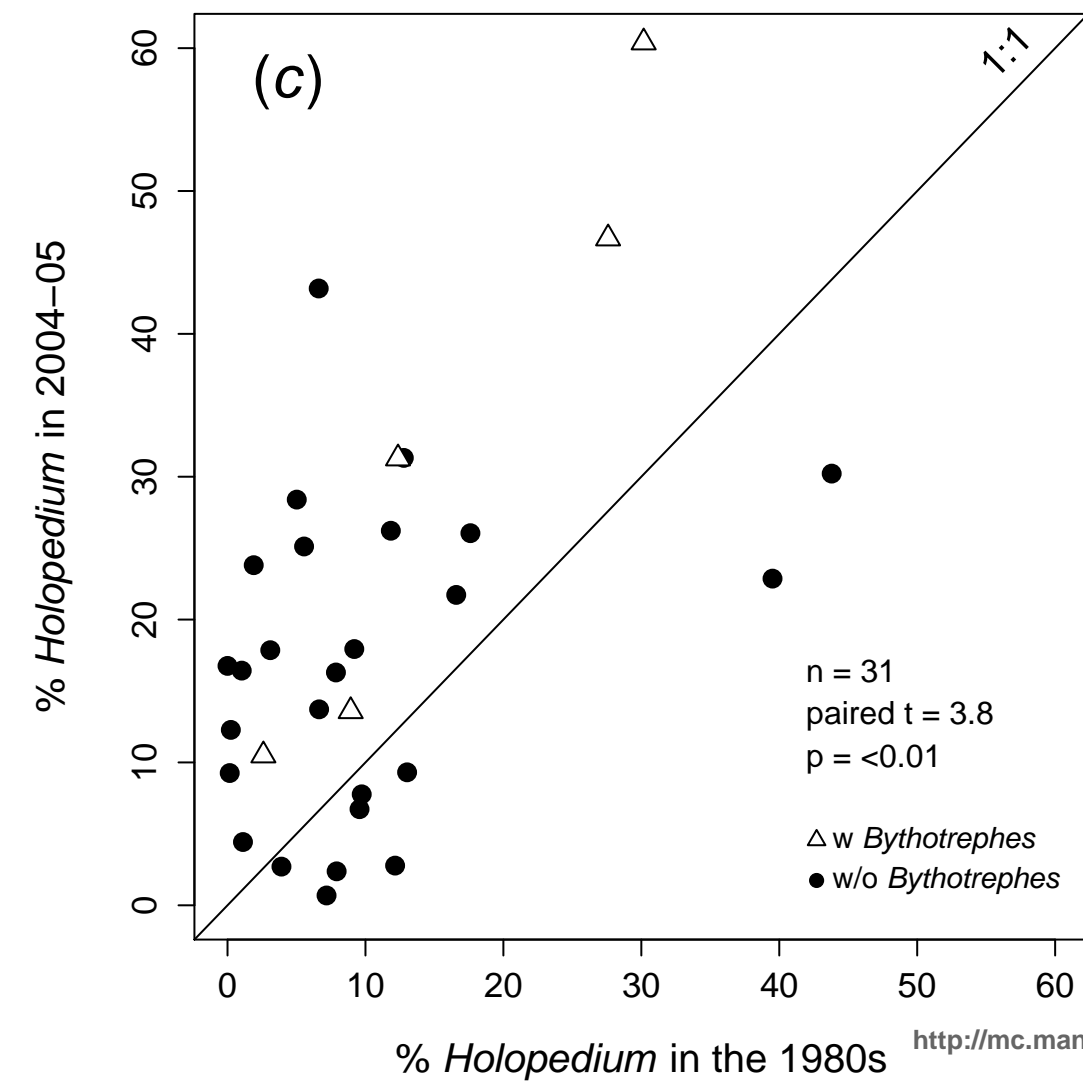 (c)
1:1
60
50
40
30
20
10
0
% Holopedium in 2004–05
n = 31
paired t = 3.8
p = <0.01
w Bythotrephes
w/o Bythotrephes
0 10 20 30 40 50 60
% Holopedium in the 1980s
http://mc.man